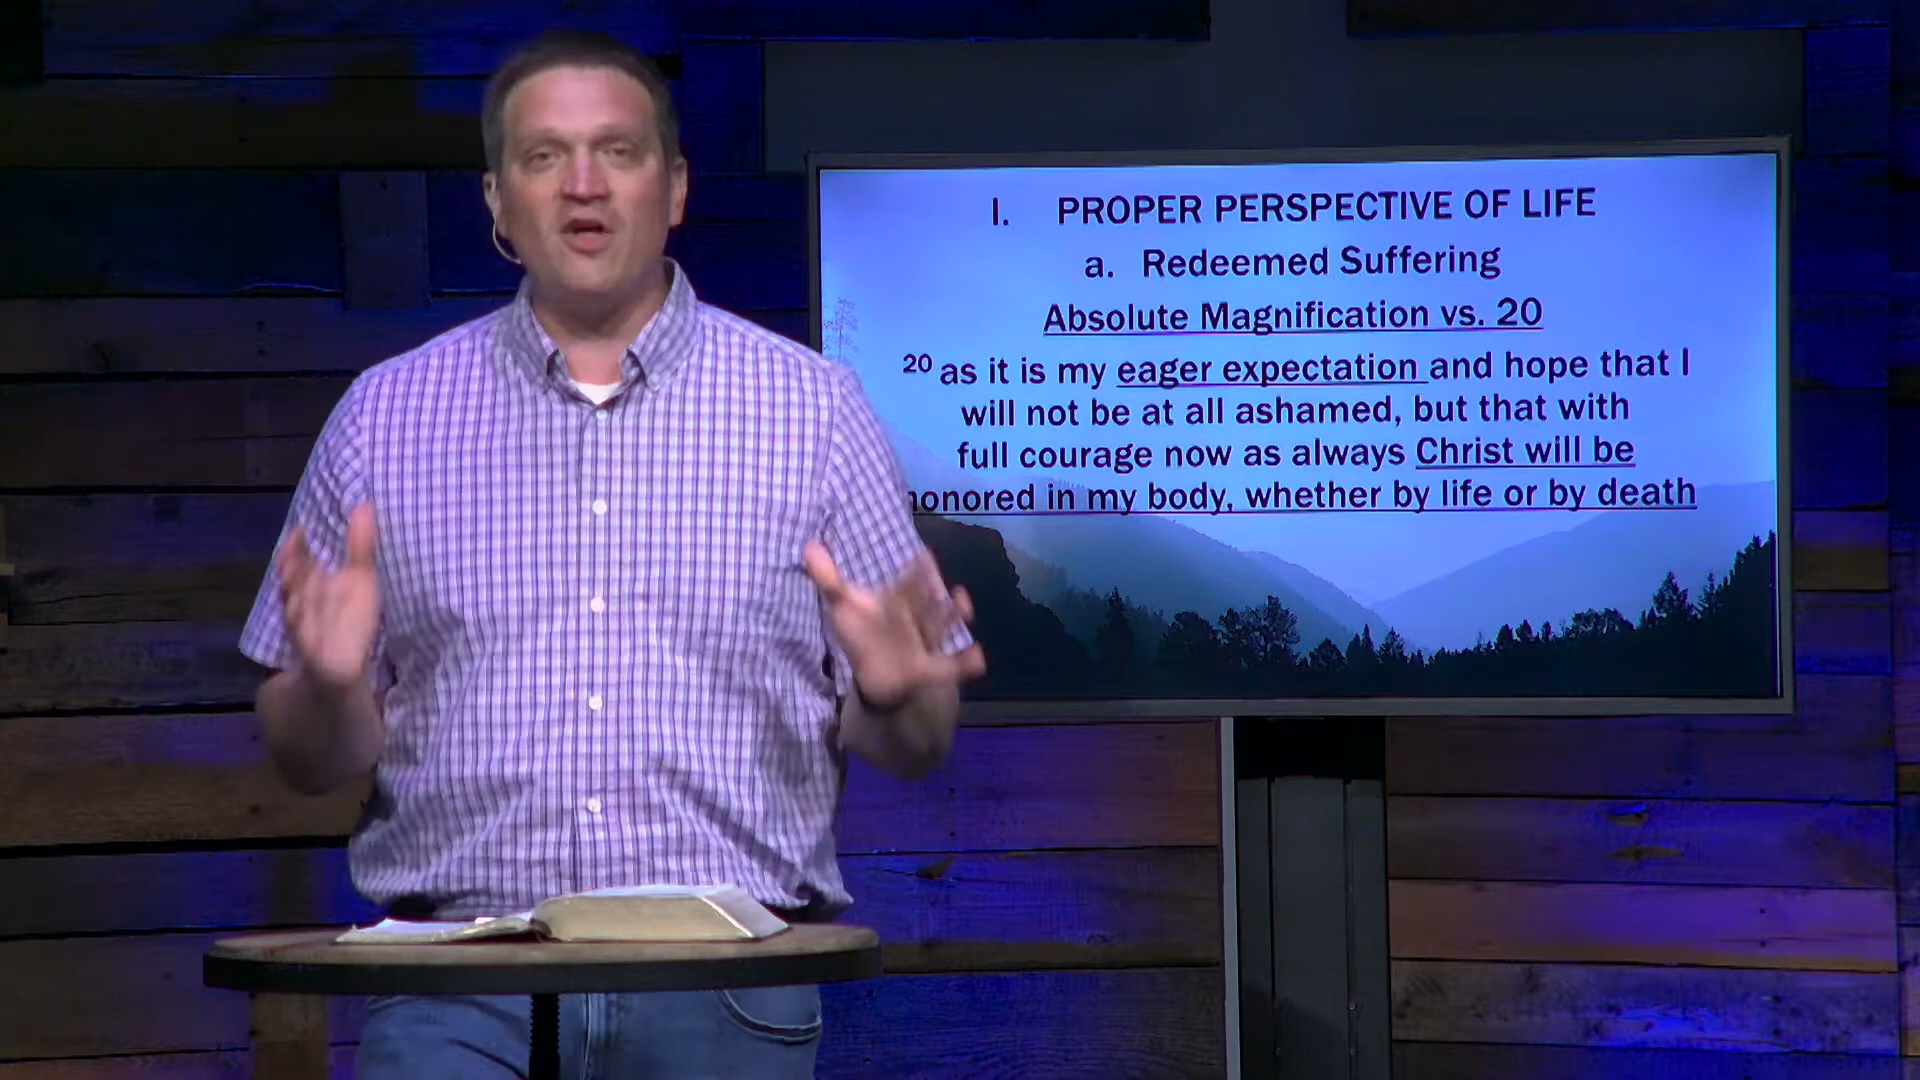 I. PROPER PERSPECTIVE OF LIFE
a. Redeemed Suffering
Absolute Magnification vs. 20
20 as it is my eager expectation and hope that I
will not be at all ashamed, but that with
full courage now as always Christ will be
honored in my body, whether by life or by death